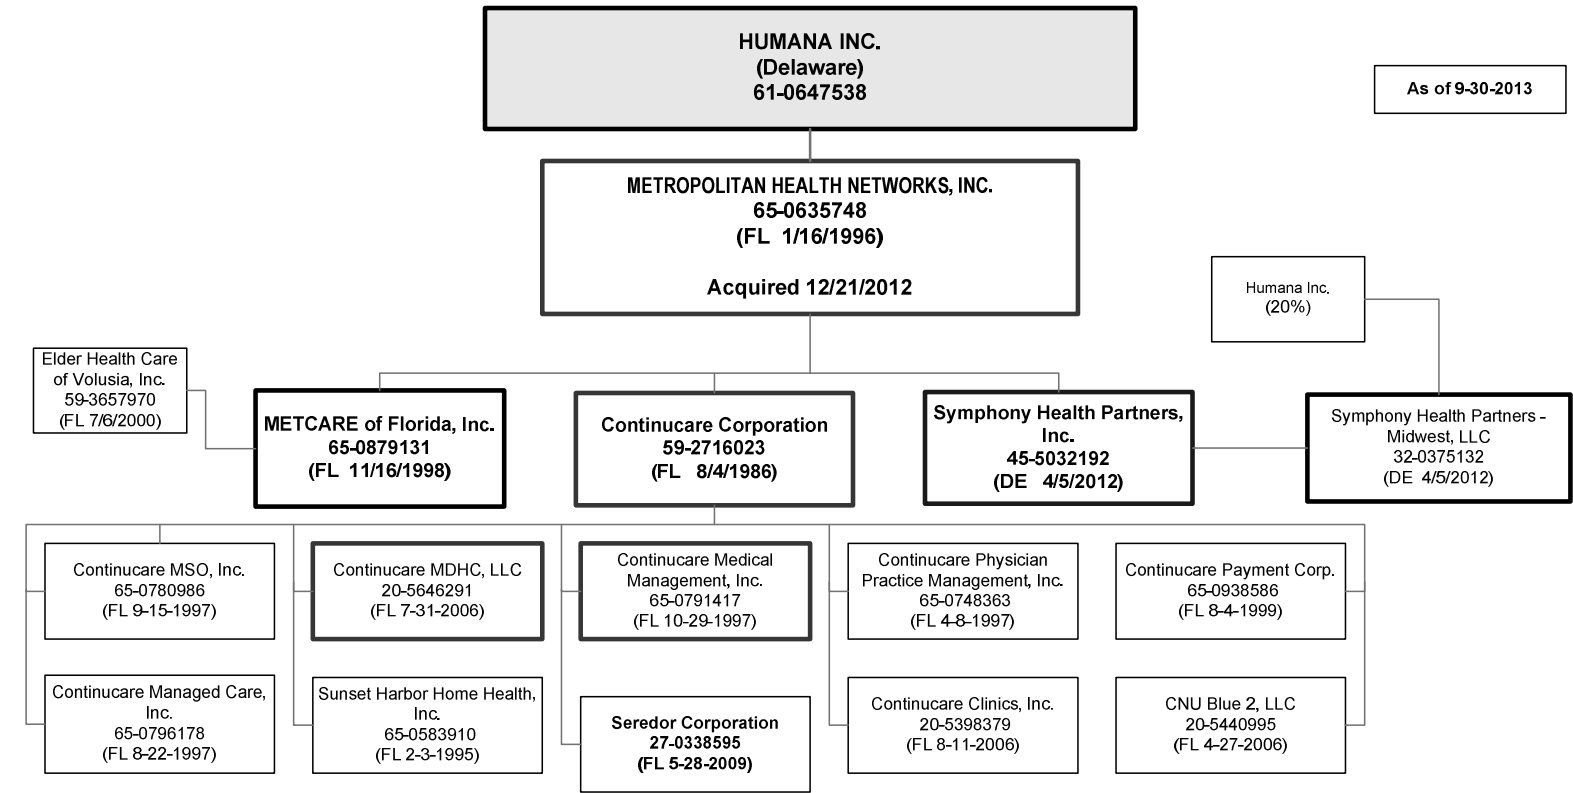 HUMANA INC.
(Delaware)
61-0647538
As of 9-30-2013
METROPOLITAN HEALTH NETWORKS, INC.
65-0635748
(FL 1/16/1996)
Acquired 12/21/2012
Humana Inc.
(20%)
Elder Health Care
of Volusia, Inc.
59-3657970
(FL 7/6/2000)
METCARE of Florida, Inc.
65-0879131
(FL 11/16/1998)
Continucare Corporation
59-2716023
(FL 8/4/1986)
Symphony Health Partners,
Inc.
45-5032192
(DE 4/5/2012)
Symphony Health Partners -
Midwest, LLC
32-0375132
(DE 4/5/2012)
Continucare MSO, Inc.
65-0780986
(FL 9-15-1997)
Continucare MDHC, LLC
20-5646291
(FL 7-31-2006)
Continucare Medical
Management, Inc.
65-0791417
(FL 10-29-1997)
Continucare Physician
Practice Management, Inc.
65-0748363
(FL 4-8-1997)
Continucare Payment Corp.
65-0938586
(FL 8-4-1999)
Continucare Managed Care,
Inc.
65-0796178
(FL 8-22-1997)
Sunset Harbor Home Health,
Inc.
65-0583910
(FL 2-3-1995)
Seredor Corporation
27-0338595
(FL 5-28-2009)
Continucare Clinics, Inc.
20-5398379
(FL 8-11-2006)
CNU Blue 2, LLC
20-5440995
(FL 4-27-2006)